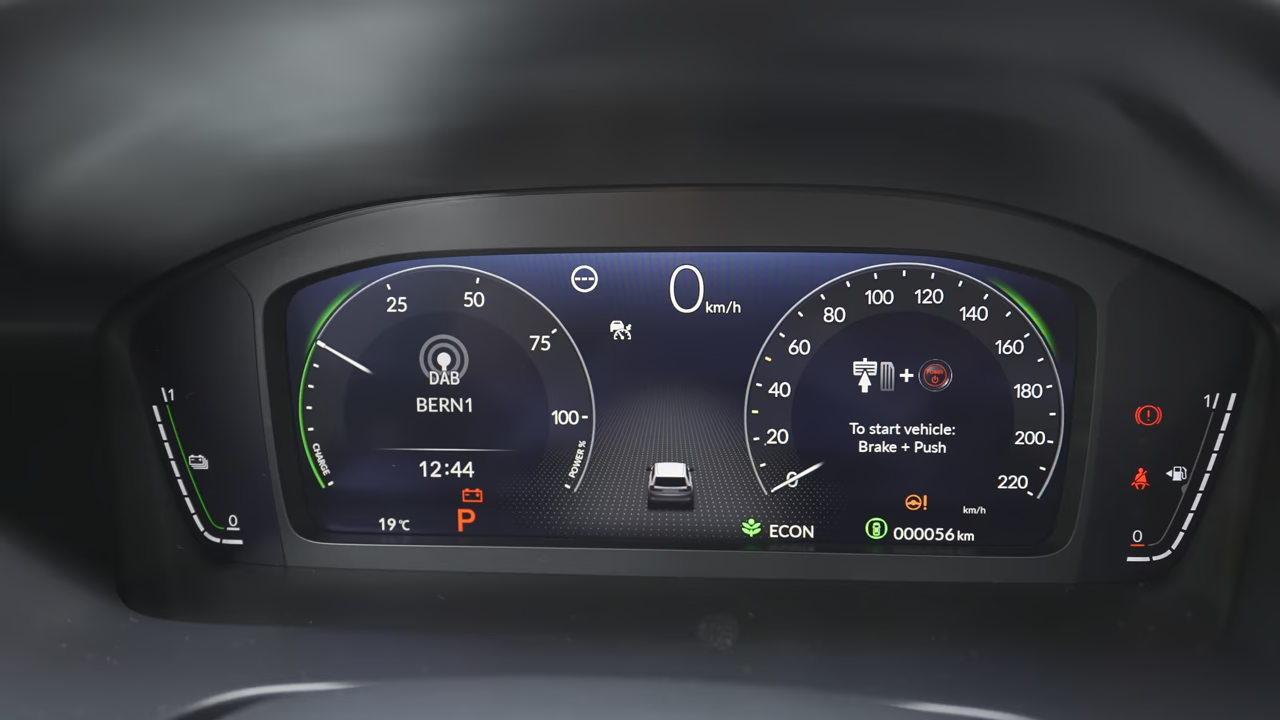 0 km/h
25
50
75
100
CHARGE
POWER %
DAB
BERN1
12:44
P
19 °C
1
0
0
20
40
60
80
100
120
140
160
180
200
220
km/h
+
To start vehicle:
Brake + Push
ECON
000056 km
1
0